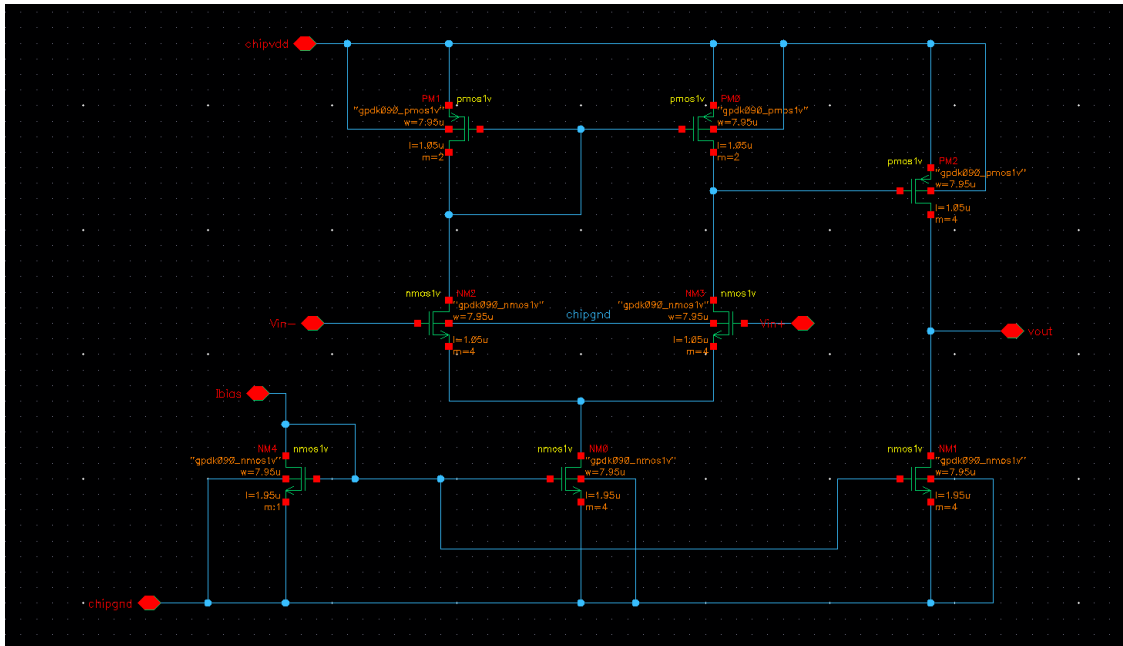 chipvdd
PM1
pmos1v
"gpdk090_pmos1v"
w=7.95u
l=1.05u
m=2
pmos1v
PM0
"gpdk090_pmos1v"
w=7.95u
l=1.05u
m=2
pmos1v
PM2
"gpdk090_pmos1v"
w=7.95u
l=1.05u
m=4
nmos1v
NM2
"gpdk090_nmos1v"
w=7.95u
l=1.05u
m=4
Vin-
chipgnd
NM3
nmos1v
"gpdk090_nmos1v"
w=7.95u
l=1.05u
m=4
Vin+
vout
Ibias
NM4
nmos1v
"gpdk090_nmos1v"
w=7.95u
l=1.95u
m:1
nmos1v
NM0
"gpdk090_nmos1v"
w=7.95u
l=1.95u
m=4
nmos1v
NM1
"gpdk090_nmos1v"
w=7.95u
l=1.95u
m=4
chipgnd